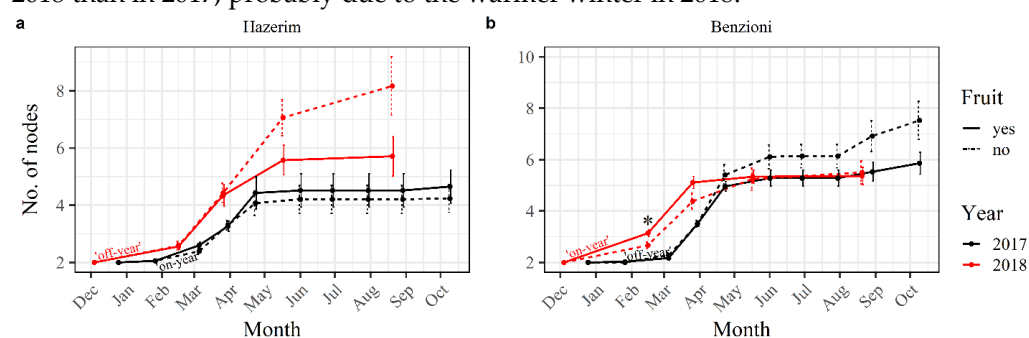 2018 than in 2017, probably due to the warmer winter in 2018.
a
Hazerim
b
Benzioni
No. of nodes
8
6
4
2
'off-year'
'on-year'
Dec Jan Feb Mar Apr May Jun Jul Aug Sep Oct
Month
10
8
6
4
2
*
'on-year'
'off-year'
Dec Jan Feb Mar Apr May Jun Jul Aug Sep Oct
Month
Fruit
yes
no
Year
2017
2018